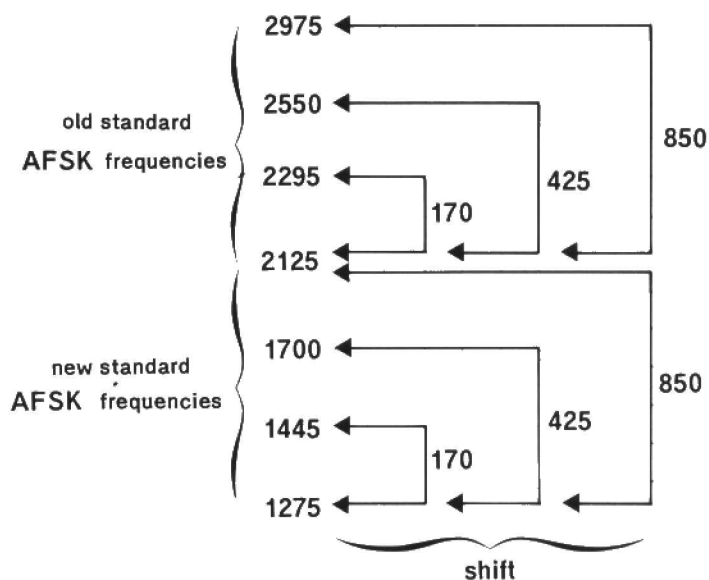 2975
2550
old standard
AFSK frequencies
2295
2125
850
425
170
1700
new standard
AFSK frequencies
1445
1275
850
425
170
shift